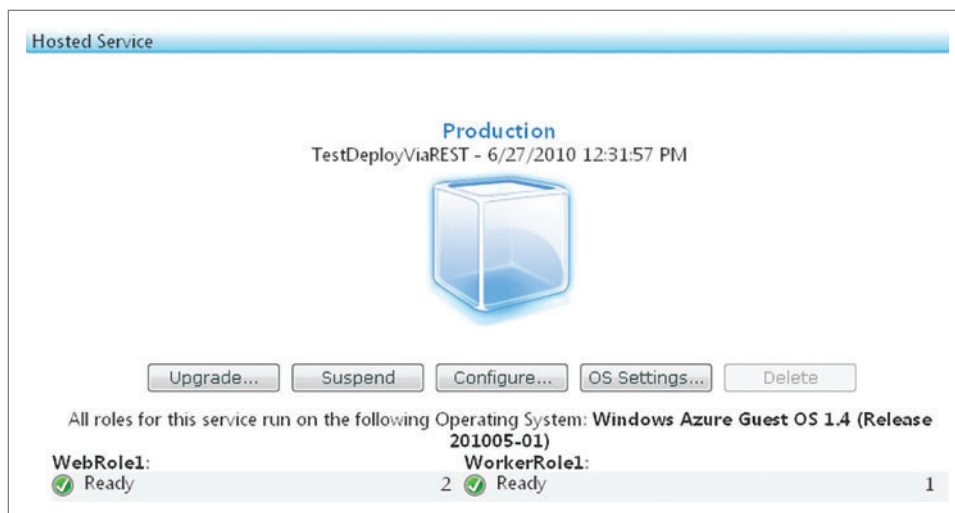 Hosted Service
Production
TestDeployViaREST - 6/27/2010 12:31:57 PM
Upgrade... Suspend Configure... OS Settings... Delete
All roles for this service run on the following Operating System: Windows Azure Guest OS 1.4 (Release
201005-01)
WebRole1: WorkerRole1:
Ready 2 Ready 1